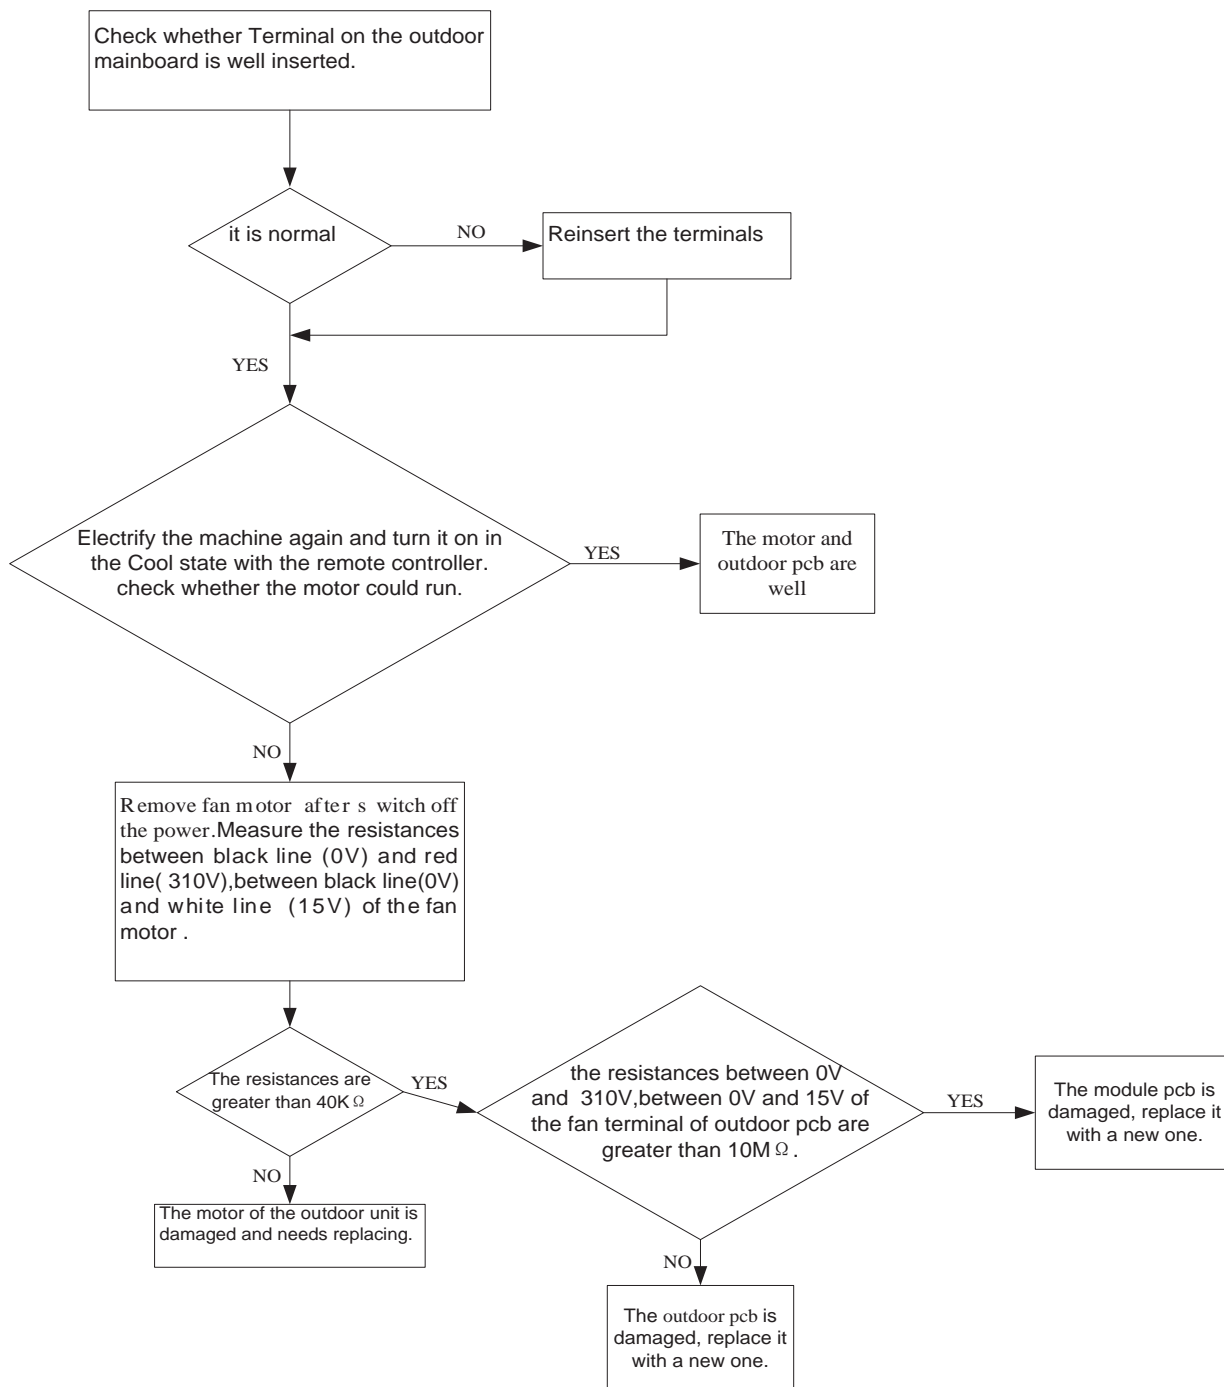 Check whether Terminal on the outdoor
mainboard is well inserted.
it is normal
NO
Reinsert the terminals
YES
Electrify the machine again and turn it on in
the Cool state with the remote controller.
check whether the motor could run.
YES
The motor and
outdoor pcb are
well
NO
Remove fan motor after s witch off
the power.Measure the resistances
between black line (0V) and red
line( 310V),between black line(0V)
and white line (15V) of the fan
motor .
The resistances are
greater than 40KΩ
YES
the resistances between 0V
and 310V,between 0V and 15V of
the fan terminal of outdoor pcb are
greater than 10MΩ.
YES
The module pcb is
damaged, replace it
with a new one.
NO
The motor of the outdoor unit is
damaged and needs replacing.
NO
The outdoor pcb is
damaged, replace it
with a new one.